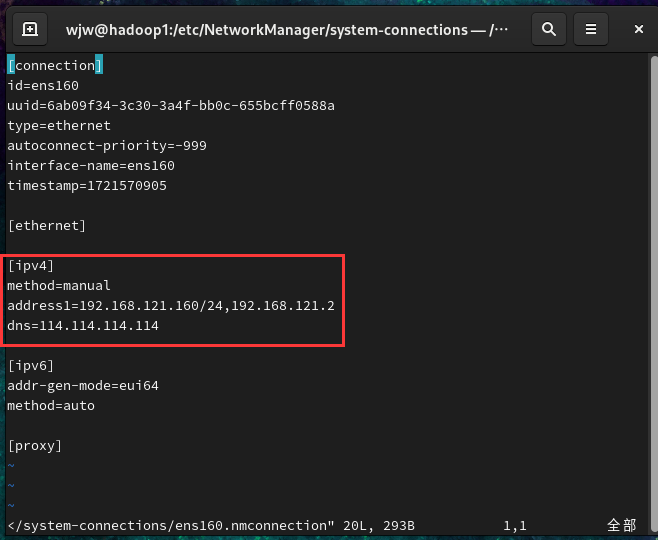 wjw@hadoop1:/etc/NetworkManager/system-connections — /···
[connection]
id=ens160
uuid=6ab09f34-3c30-3a4f-bb0c-655bcff0588a
type=ethernet
autoconnect-priority=-999
interface-name=ens160
timestamp=1721570905
[ethernet]
[ipv4]
method=manual
address1=192.168.121.160/24,192.168.121.2
dns=114.114.114.114
[ipv6]
addr-gen-mode=eui64
method=auto
[proxy]
~
~
~
</system-connections/ens160.nmconnection" 20L, 293B 1,1 全部